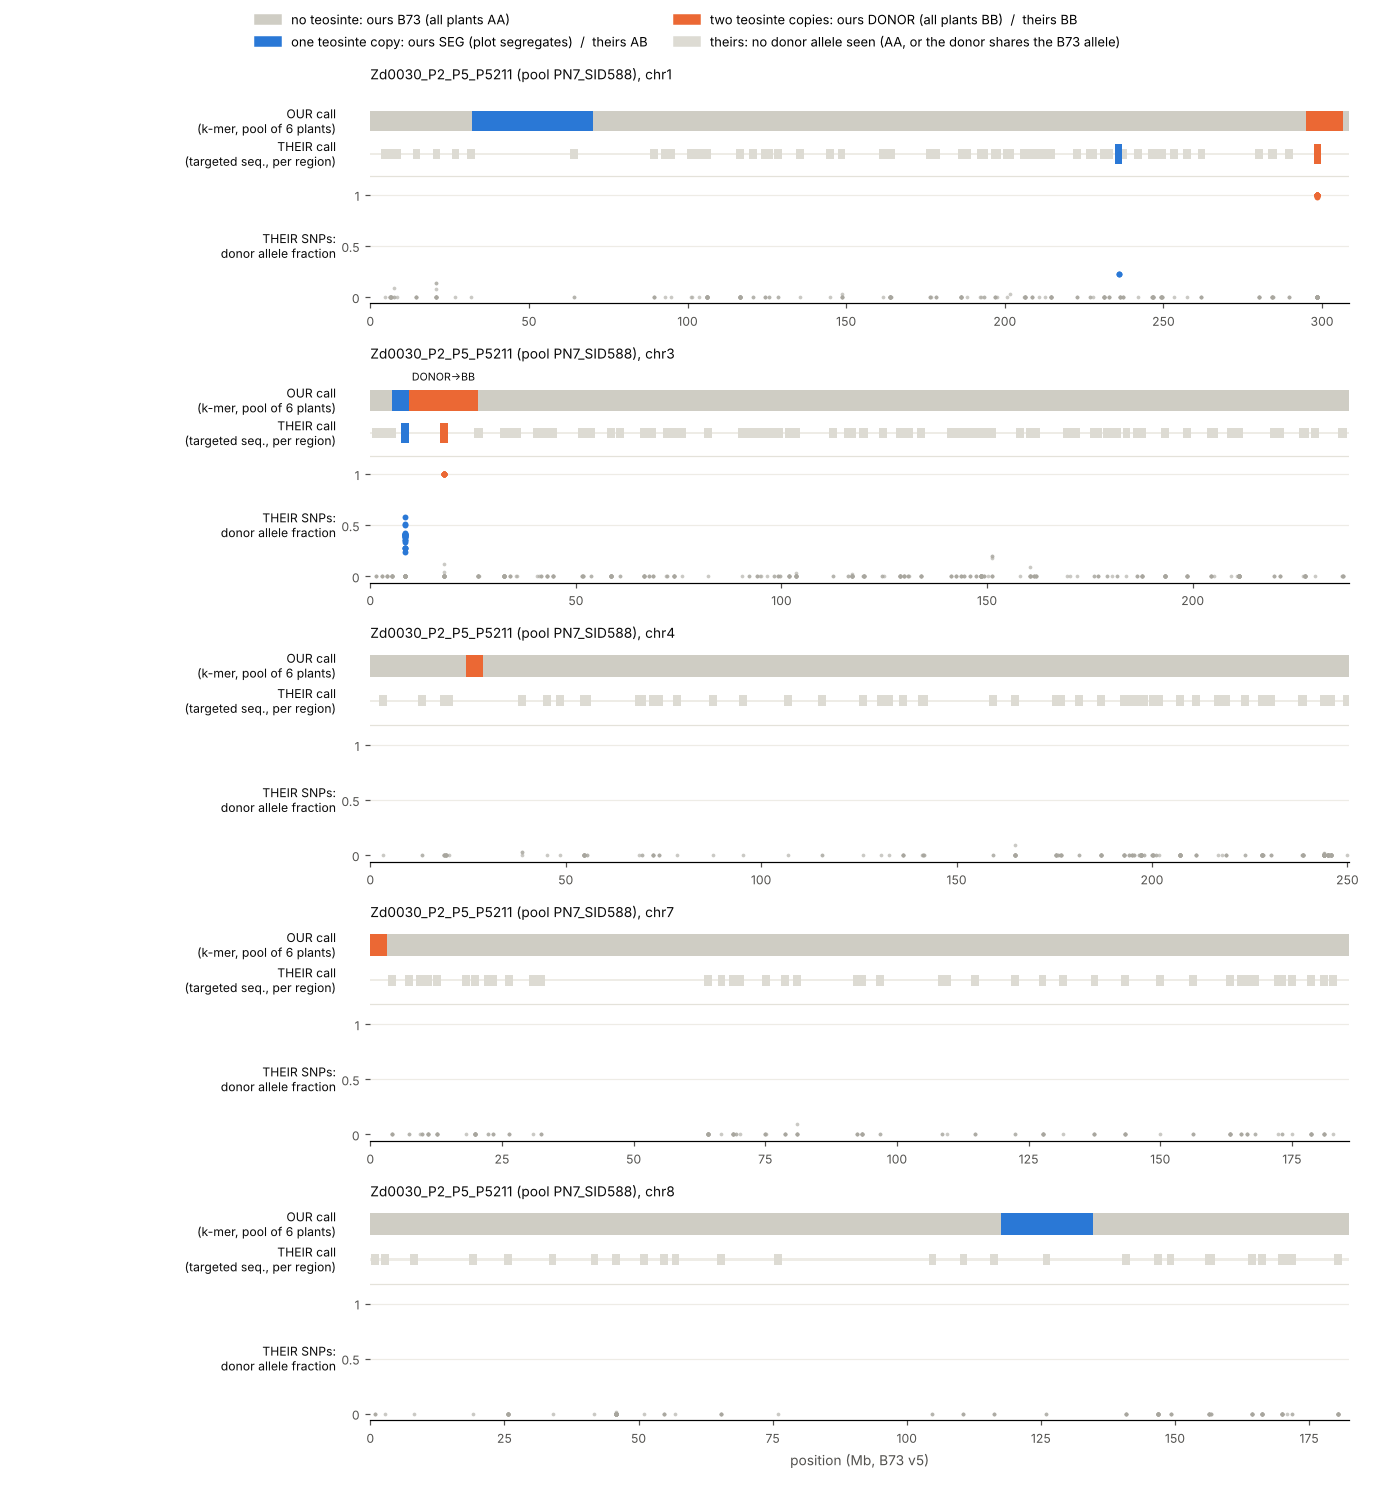 no teosinte: ours B73 (all plants AA)
two teosinte copies: ours DONOR (all plants BB) / theirs BB
one teosinte copy: ours SEG (plot segregates) / theirs AB
theirs: no donor allele seen (AA, or the donor shares the B73 allele)
Zd0030_P2_P5_P5211 (pool PN7_SID588), chr1
OUR call
(k-mer, pool of 6 plants)
THEIR call
(targeted seq., per region)
1
THEIR SNPs:
donor allele fraction
0.5
0
0 50 100 150 200 250 300
Zd0030_P2_P5_P5211 (pool PN7_SID588), chr3
DONOR→BB
OUR call
(k-mer, pool of 6 plants)
THEIR call
(targeted seq., per region)
1
THEIR SNPs:
donor allele fraction
0.5
0
0 50 100 150 200
Zd0030_P2_P5_P5211 (pool PN7_SID588), chr4
OUR call
(k-mer, pool of 6 plants)
THEIR call
(targeted seq., per region)
1
THEIR SNPs:
donor allele fraction
0.5
0
0 50 100 150 200 250
Zd0030_P2_P5_P5211 (pool PN7_SID588), chr7
OUR call
(k-mer, pool of 6 plants)
THEIR call
(targeted seq., per region)
1
THEIR SNPs:
donor allele fraction
0.5
0
0 25 50 75 100 125 150 175
Zd0030_P2_P5_P5211 (pool PN7_SID588), chr8
OUR call
(k-mer, pool of 6 plants)
THEIR call
(targeted seq., per region)
1
THEIR SNPs:
donor allele fraction
0.5
0
0 25 50 75 100 125 150 175
position (Mb, B73 v5)